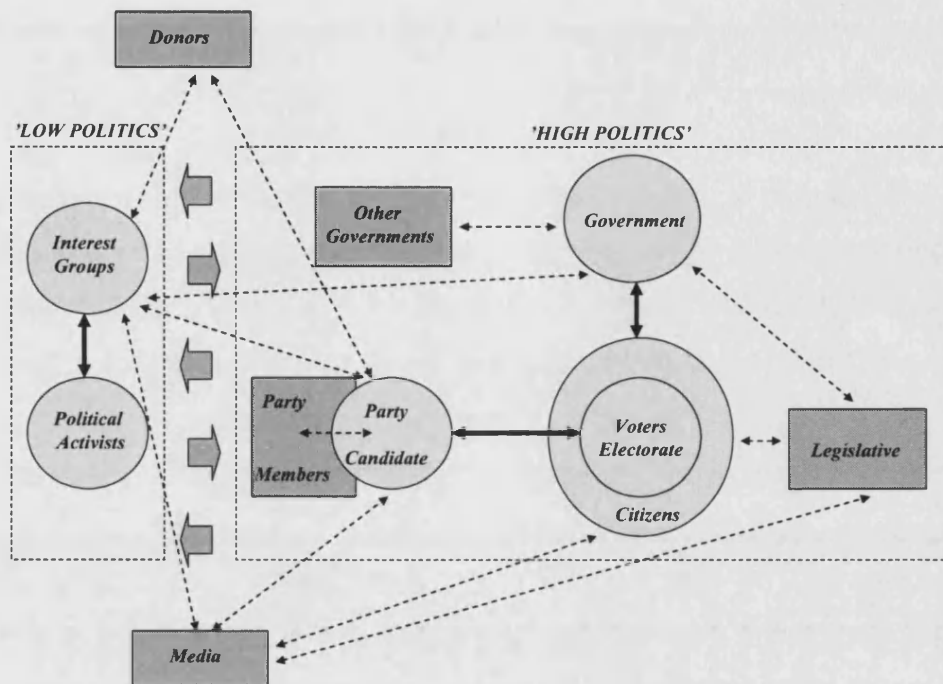 Donors
'LOW POLITICS'
'HIGH POLITICS'
Other
Governments
Government
Interest
Groups
Political
Activists
Party
Members
Party
Candidate
Voters
Electorate
Citizens
Legislative
Media